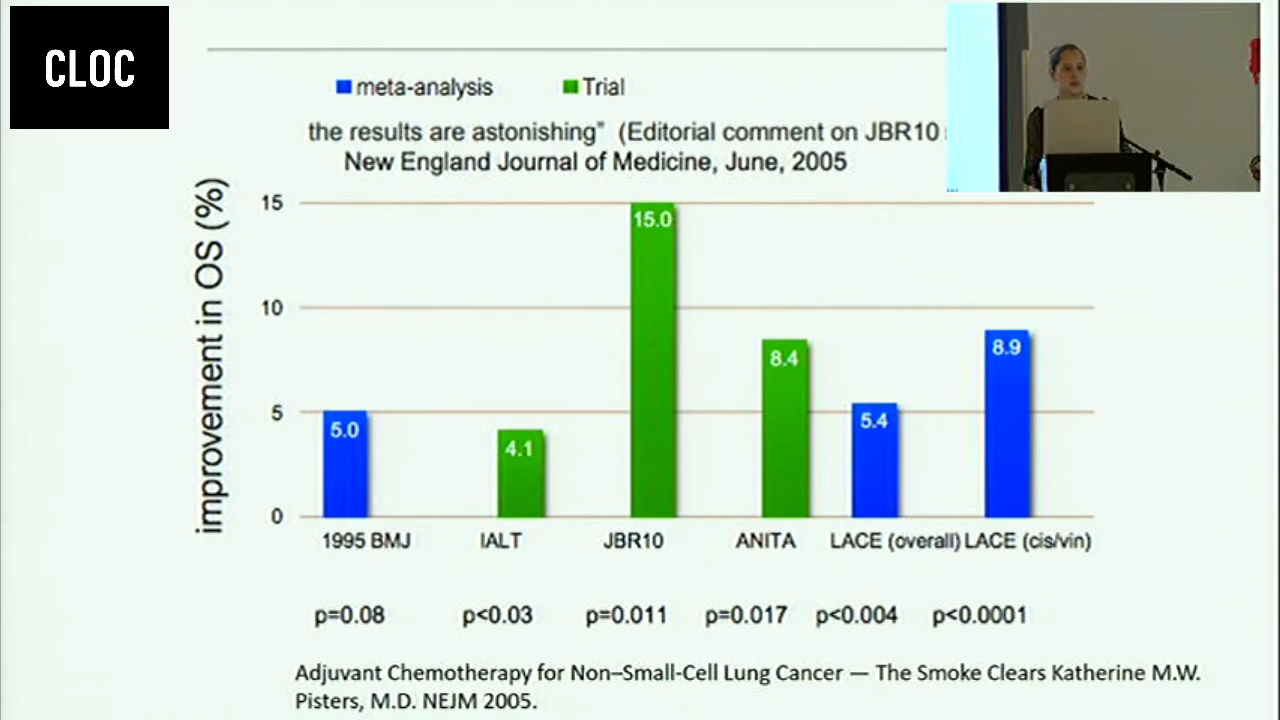 CLOC
meta-analysis
Trial
the results are astonishing" (Editorial comment on JBR10
New England Journal of Medicine, June, 2005
improvement in OS (%)
15
10
5
0
5.0
4.1
15.0
8.4
5.4
8.9
1995 BMJ
IALT
JBR10
ANITA
LACE (overall)
LACE (cis/vin)
p=0.08
p<0.03
p=0.011
p=0.017
p<0.004
p<0.0001
Adjuvant Chemotherapy for Non–Small-Cell Lung Cancer — The Smoke Clears Katherine M.W.
Pisters, M.D. NEJM 2005.